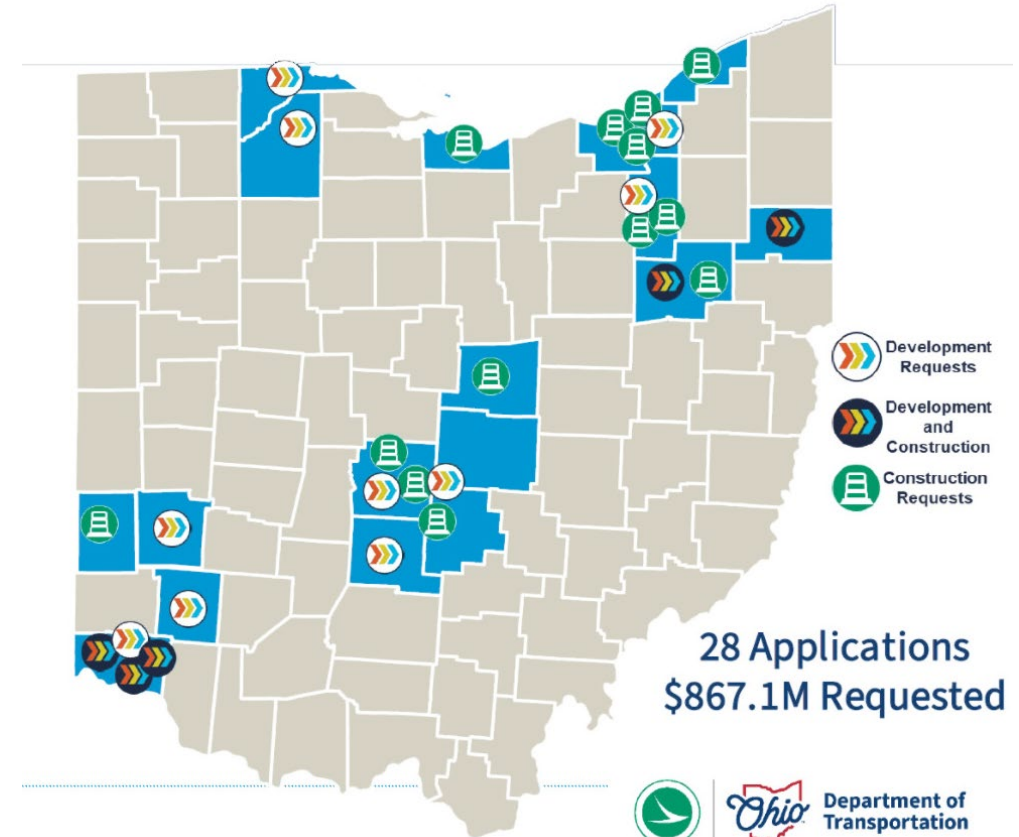 Development
Requests
Development
and
Construction
Construction
Requests
28 Applications
$867.1M Requested
Ohio
Department of
Transportation